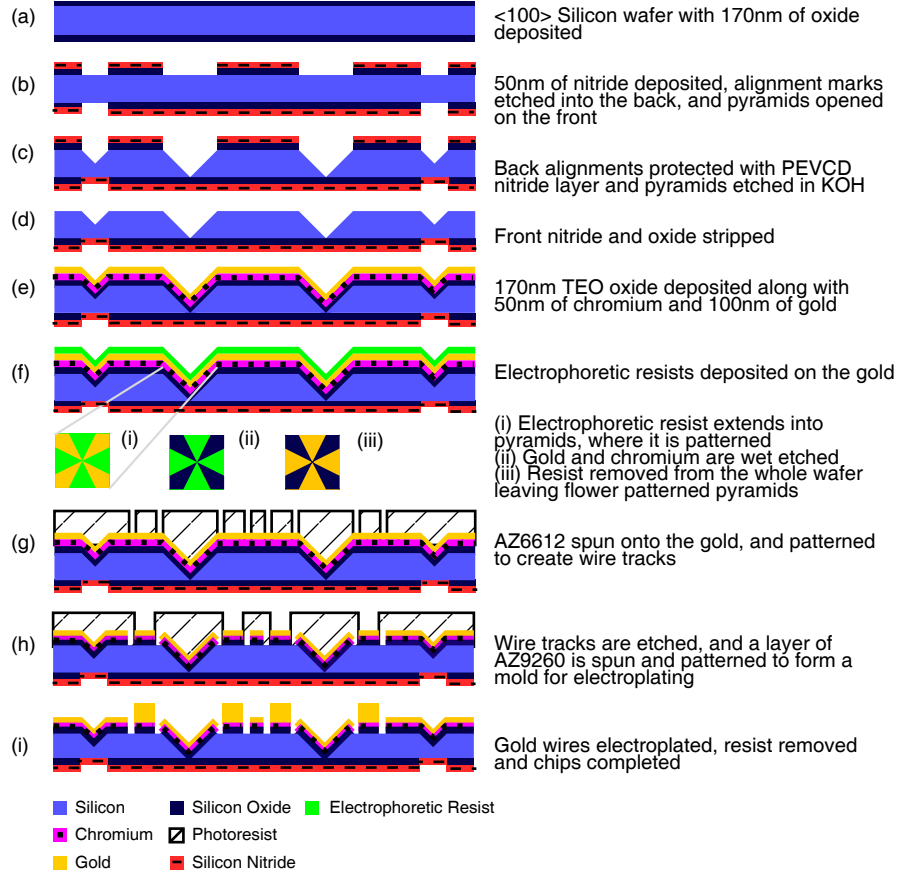 (a)
<100> Silicon wafer with 170nm of oxide
deposited
(b)
50nm of nitride deposited, alignment marks
etched into the back, and pyramids opened
on the front
(c)
Back alignments protected with PEVCD
nitride layer and pyramids etched in KOH
(d)
Front nitride and oxide stripped
(e)
170nm TEO oxide deposited along with
50nm of chromium and 100nm of gold
(f)
Electrophoretic resists deposited on the gold
(i)
(ii)
(iii)
(i) Electrophoretic resist extends into
pyramids, where it is patterned
(ii) Gold and chromium are wet etched
(iii) Resist removed from the whole wafer
leaving flower patterned pyramids
(g)
AZ6612 spun onto the gold, and patterned
to create wire tracks
(h)
Wire tracks are etched, and a layer of
AZ9260 is spun and patterned to form a
mold for electroplating
(i)
Gold wires electroplated, resist removed
and chips completed
Silicon
Silicon Oxide
Electrophoretic Resist
Chromium
Photoresist
Gold
Silicon Nitride